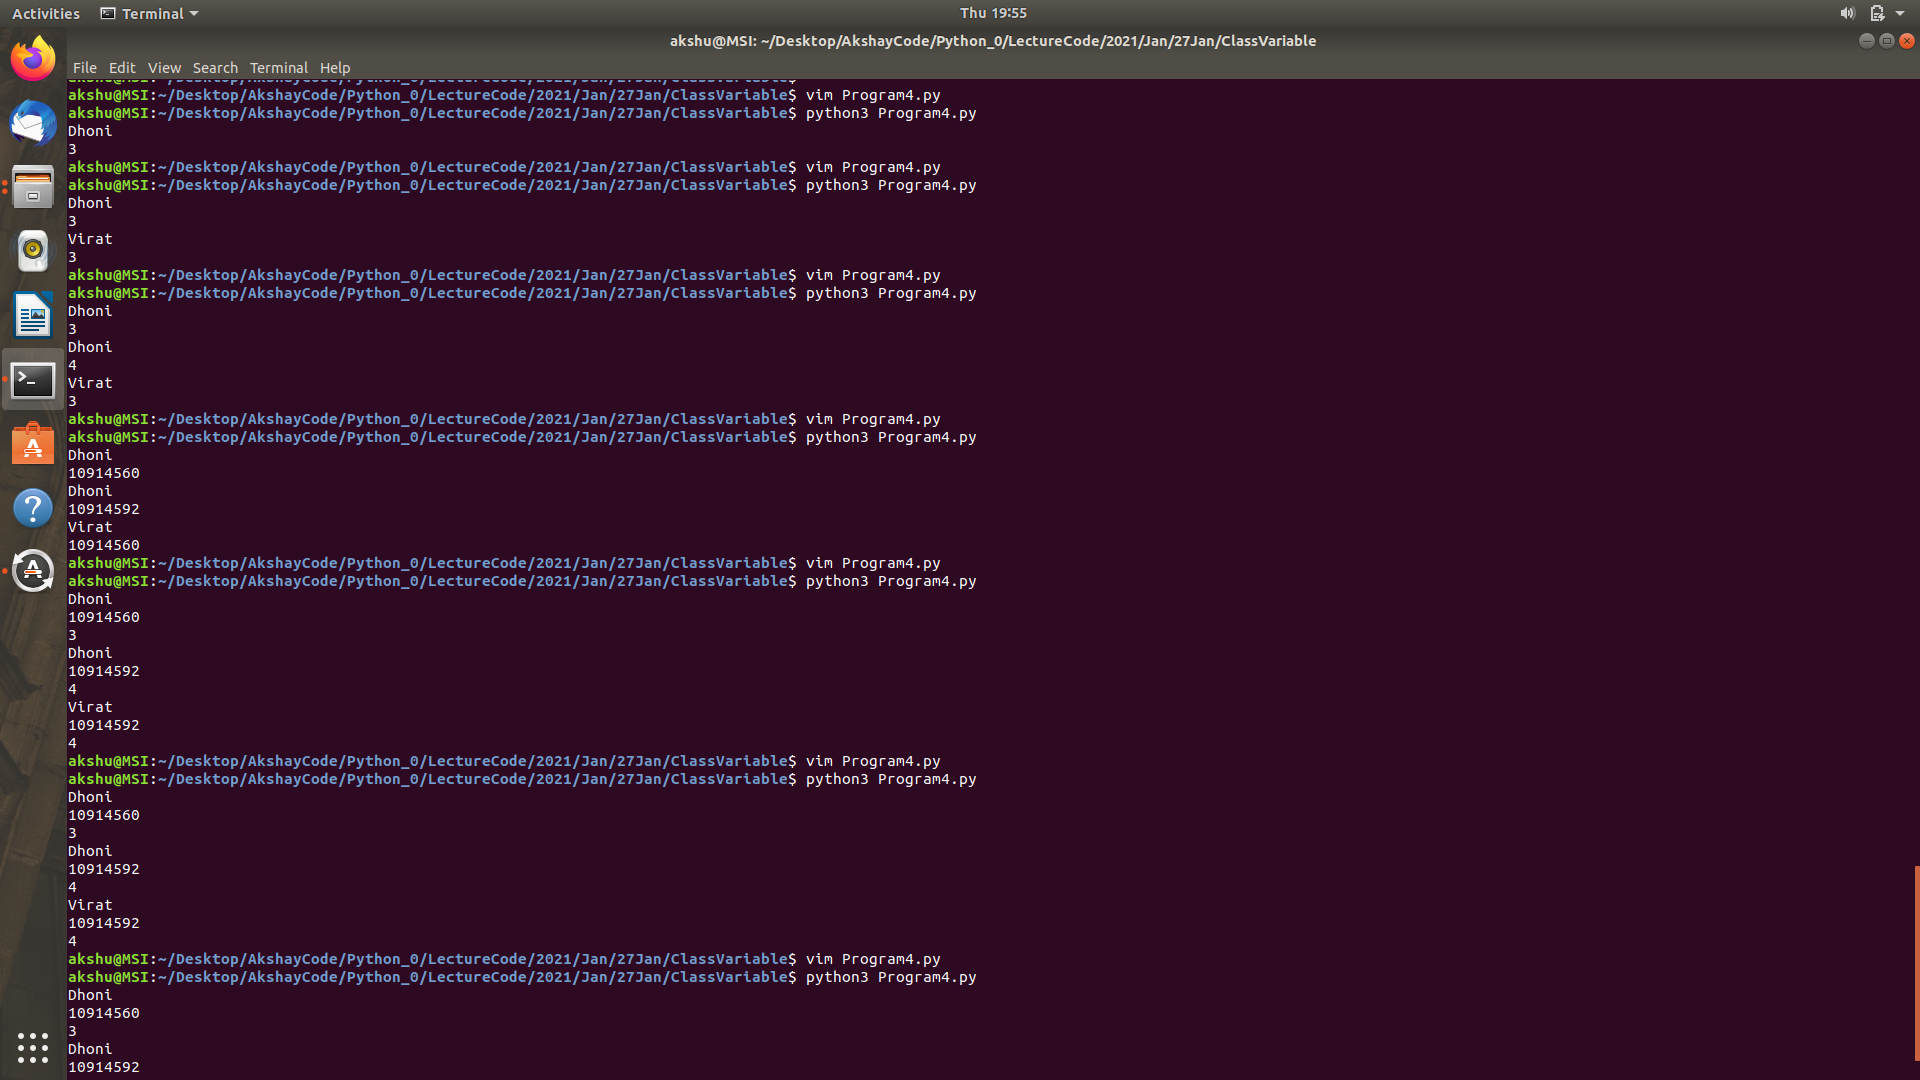 Activities Terminal Thu 19:55
akshu@MSI: ~/Desktop/AkshayCode/Python_0/LectureCode/2021/Jan/27Jan/ClassVariable
File Edit View Search Terminal Help
akshu@MSI:~/Desktop/AkshayCode/Python_0/LectureCode/2021/Jan/27Jan/ClassVariable$
akshu@MSI:~/Desktop/AkshayCode/Python_0/LectureCode/2021/Jan/27Jan/ClassVariable$ vim Program4.py
akshu@MSI:~/Desktop/AkshayCode/Python_0/LectureCode/2021/Jan/27Jan/ClassVariable$ python3 Program4.py
Dhoni
3
akshu@MSI:~/Desktop/AkshayCode/Python_0/LectureCode/2021/Jan/27Jan/ClassVariable$ vim Program4.py
akshu@MSI:~/Desktop/AkshayCode/Python_0/LectureCode/2021/Jan/27Jan/ClassVariable$ python3 Program4.py
Dhoni
3
Virat
3
akshu@MSI:~/Desktop/AkshayCode/Python_0/LectureCode/2021/Jan/27Jan/ClassVariable$ vim Program4.py
akshu@MSI:~/Desktop/AkshayCode/Python_0/LectureCode/2021/Jan/27Jan/ClassVariable$ python3 Program4.py
Dhoni
3
Dhoni
4
Virat
3
akshu@MSI:~/Desktop/AkshayCode/Python_0/LectureCode/2021/Jan/27Jan/ClassVariable$ vim Program4.py
akshu@MSI:~/Desktop/AkshayCode/Python_0/LectureCode/2021/Jan/27Jan/ClassVariable$ python3 Program4.py
Dhoni
10914560
Dhoni
10914592
Virat
10914560
akshu@MSI:~/Desktop/AkshayCode/Python_0/LectureCode/2021/Jan/27Jan/ClassVariable$ vim Program4.py
akshu@MSI:~/Desktop/AkshayCode/Python_0/LectureCode/2021/Jan/27Jan/ClassVariable$ python3 Program4.py
Dhoni
10914560
3
Dhoni
10914592
4
Virat
10914592
4
akshu@MSI:~/Desktop/AkshayCode/Python_0/LectureCode/2021/Jan/27Jan/ClassVariable$ vim Program4.py
akshu@MSI:~/Desktop/AkshayCode/Python_0/LectureCode/2021/Jan/27Jan/ClassVariable$ python3 Program4.py
Dhoni
10914560
3
Dhoni
10914592
4
Virat
10914592
4
akshu@MSI:~/Desktop/AkshayCode/Python_0/LectureCode/2021/Jan/27Jan/ClassVariable$ vim Program4.py
akshu@MSI:~/Desktop/AkshayCode/Python_0/LectureCode/2021/Jan/27Jan/ClassVariable$ python3 Program4.py
Dhoni
10914560
3
Dhoni
10914592